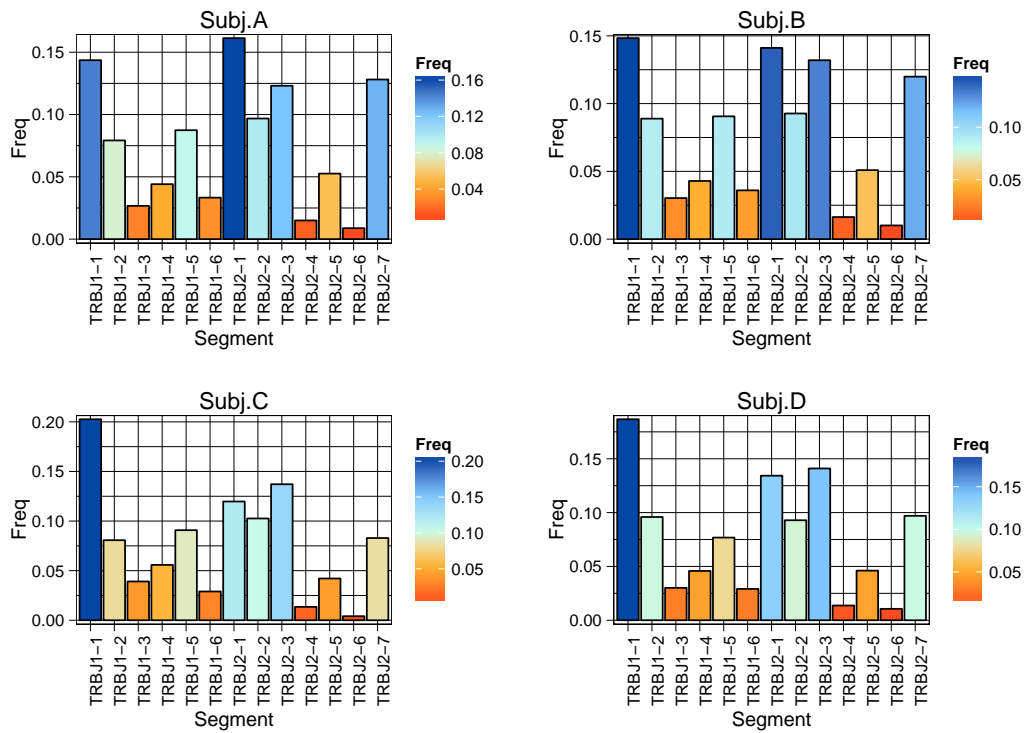 Subj.A
Freq
0.15
0.10
0.05
0.00
TRBJ1−1
TRBJ1−2
TRBJ1−3
TRBJ1−4
TRBJ1−5
TRBJ1−6
TRBJ2−1
TRBJ2−2
TRBJ2−3
TRBJ2−4
TRBJ2−5
TRBJ2−6
TRBJ2−7
Segment
Freq
0.16
0.12
0.08
0.04
Subj.B
Freq
0.15
0.10
0.05
0.00
TRBJ1−1
TRBJ1−2
TRBJ1−3
TRBJ1−4
TRBJ1−5
TRBJ1−6
TRBJ2−1
TRBJ2−2
TRBJ2−3
TRBJ2−4
TRBJ2−5
TRBJ2−6
TRBJ2−7
Segment
Freq
0.10
0.05
Subj.C
Freq
0.20
0.15
0.10
0.05
0.00
TRBJ1−1
TRBJ1−2
TRBJ1−3
TRBJ1−4
TRBJ1−5
TRBJ1−6
TRBJ2−1
TRBJ2−2
TRBJ2−3
TRBJ2−4
TRBJ2−5
TRBJ2−6
TRBJ2−7
Segment
Freq
0.20
0.15
0.10
0.05
Subj.D
Freq
0.15
0.10
0.05
0.00
TRBJ1−1
TRBJ1−2
TRBJ1−3
TRBJ1−4
TRBJ1−5
TRBJ1−6
TRBJ2−1
TRBJ2−2
TRBJ2−3
TRBJ2−4
TRBJ2−5
TRBJ2−6
TRBJ2−7
Segment
Freq
0.15
0.10
0.05